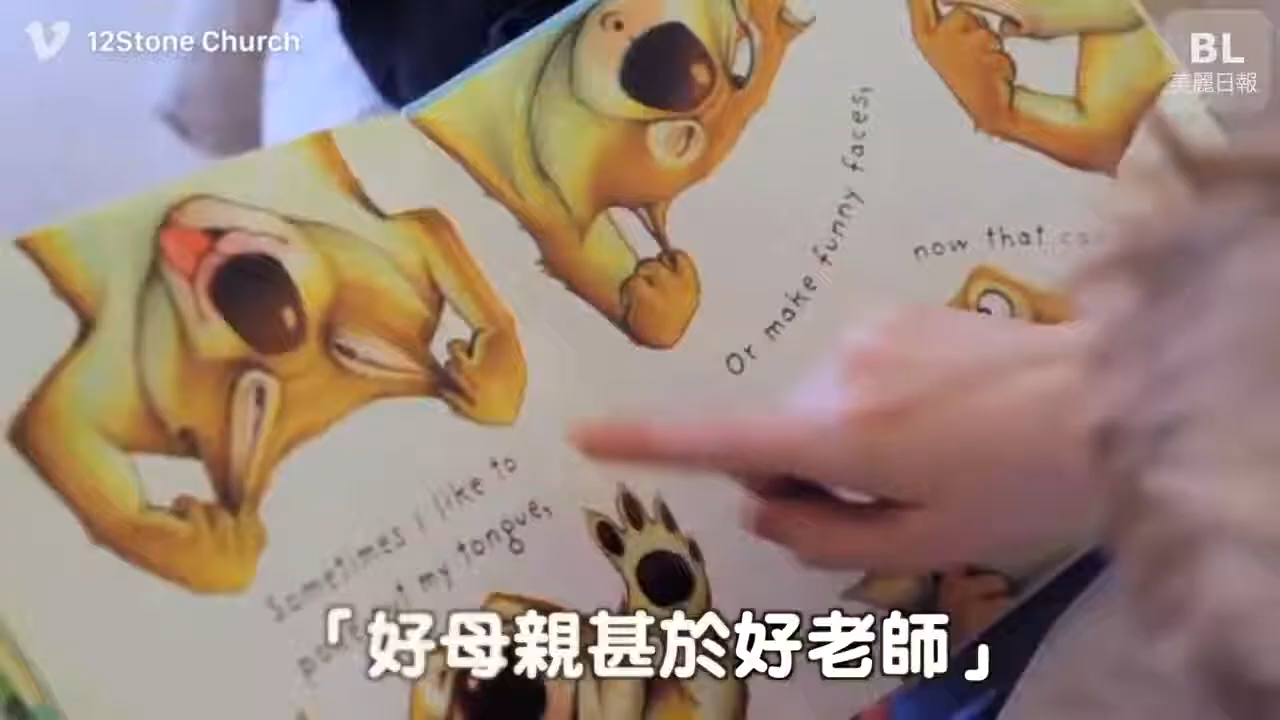 12Stone Church
BL
美麗日報
Or make funny faces,
now that
Sometimes I like to
my tongue,
「好母親甚於好老師」